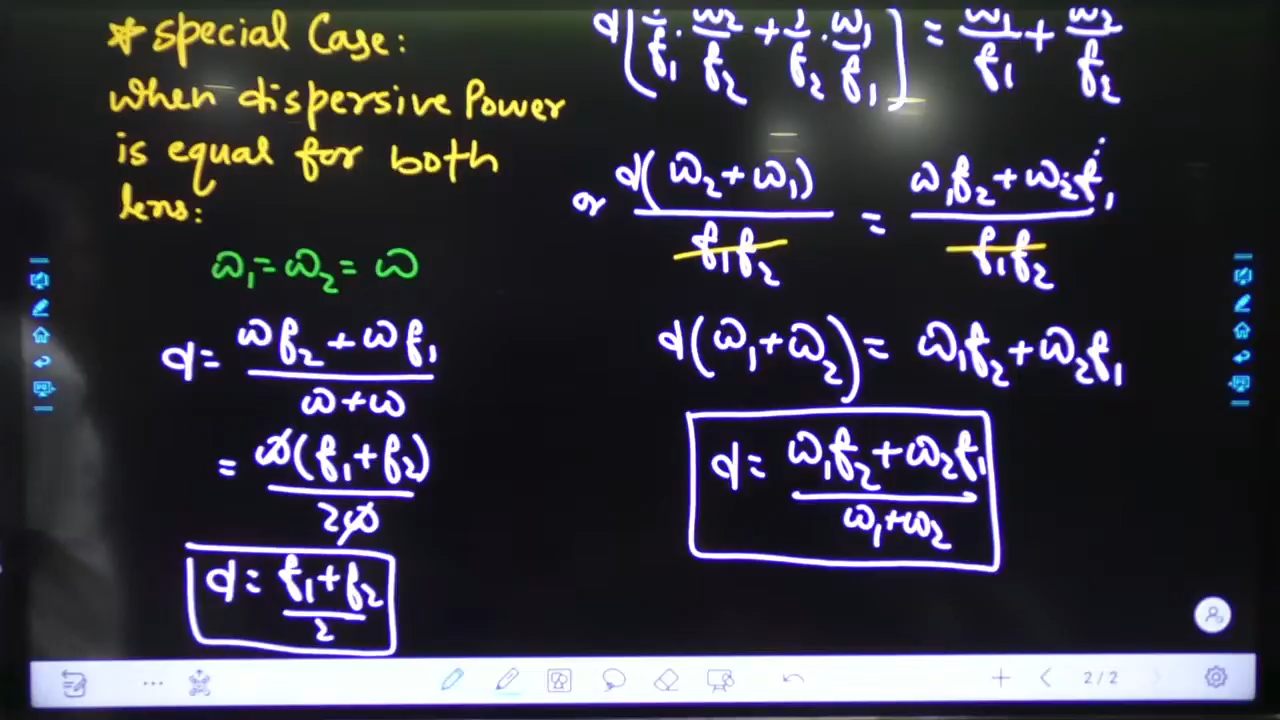 * special Case:
when dispersive Power
is equal for both
lens:
ω₁=ω₂=ω
d= ωf₂+ωf₁
ω+ω
= ω(f₁+f₂)
2ω
d= f₁+f₂
2
d(1/f₁·ω₂/f₂+1/f₂·ω₁/f₁) = ω₁/f₁+ω₂/f₂
or d(ω₂+ω₁)/f₁f₂ = ω₁f₂+ω₂f₁/f₁f₂
d(ω₁+ω₂)= ω₁f₂+ω₂f₁
d= ω₁f₂+ω₂f₁
ω₁+ω₂
2/2